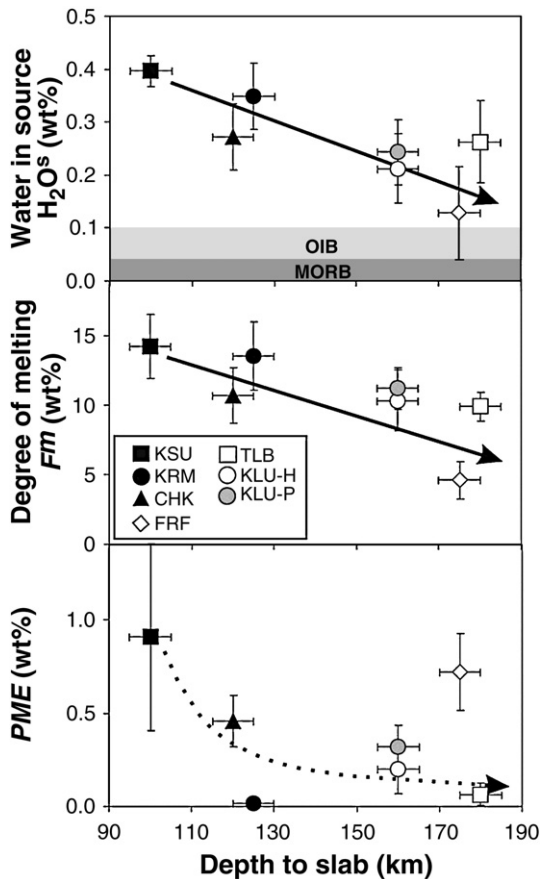 Water in source
H₂Oˢ (wt%)
0.5
0.4
0.3
0.2
0.1
0.0
OIB
MORB
Degree of melting
Fm (wt%)
15
10
5
0
KSU
KRM
CHK
FRF
TLB
KLU-H
KLU-P
PME (wt%)
1.0
0.5
0.0
90 110 130 150 170 190
Depth to slab (km)